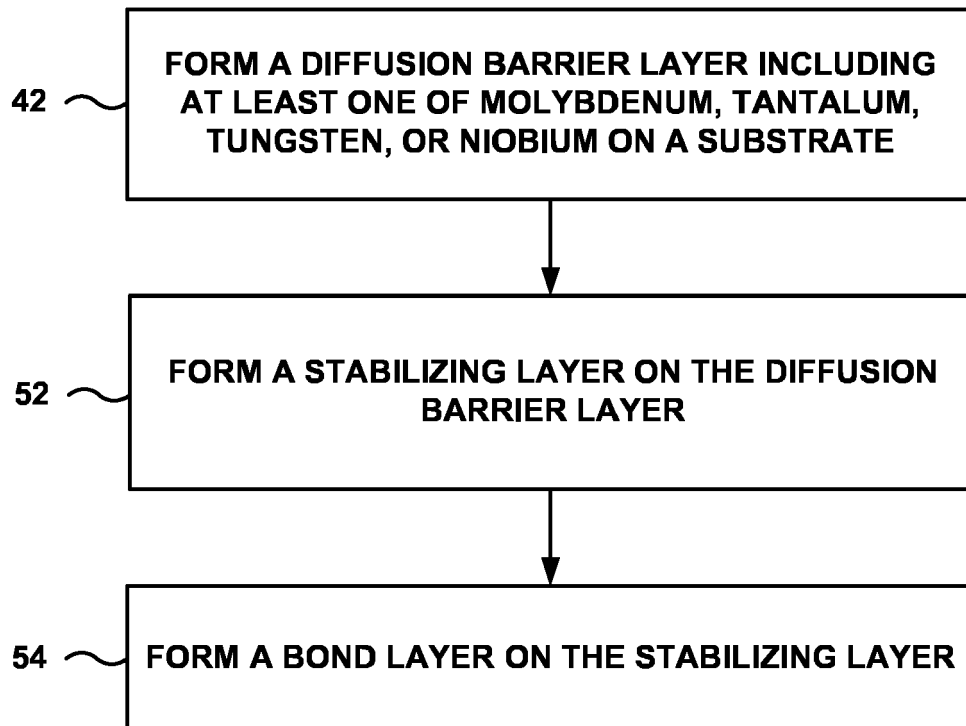 FORM A DIFFUSION BARRIER LAYER INCLUDING
42 AT LEAST ONE OF MOLYBDENUM, TANTALUM,
TUNGSTEN, OR NIOBIUM ON A SUBSTRATE
52 FORM A STABILIZING LAYER ON THE DIFFUSION
BARRIER LAYER
54 FORM A BOND LAYER ON THE STABILIZING LAYER